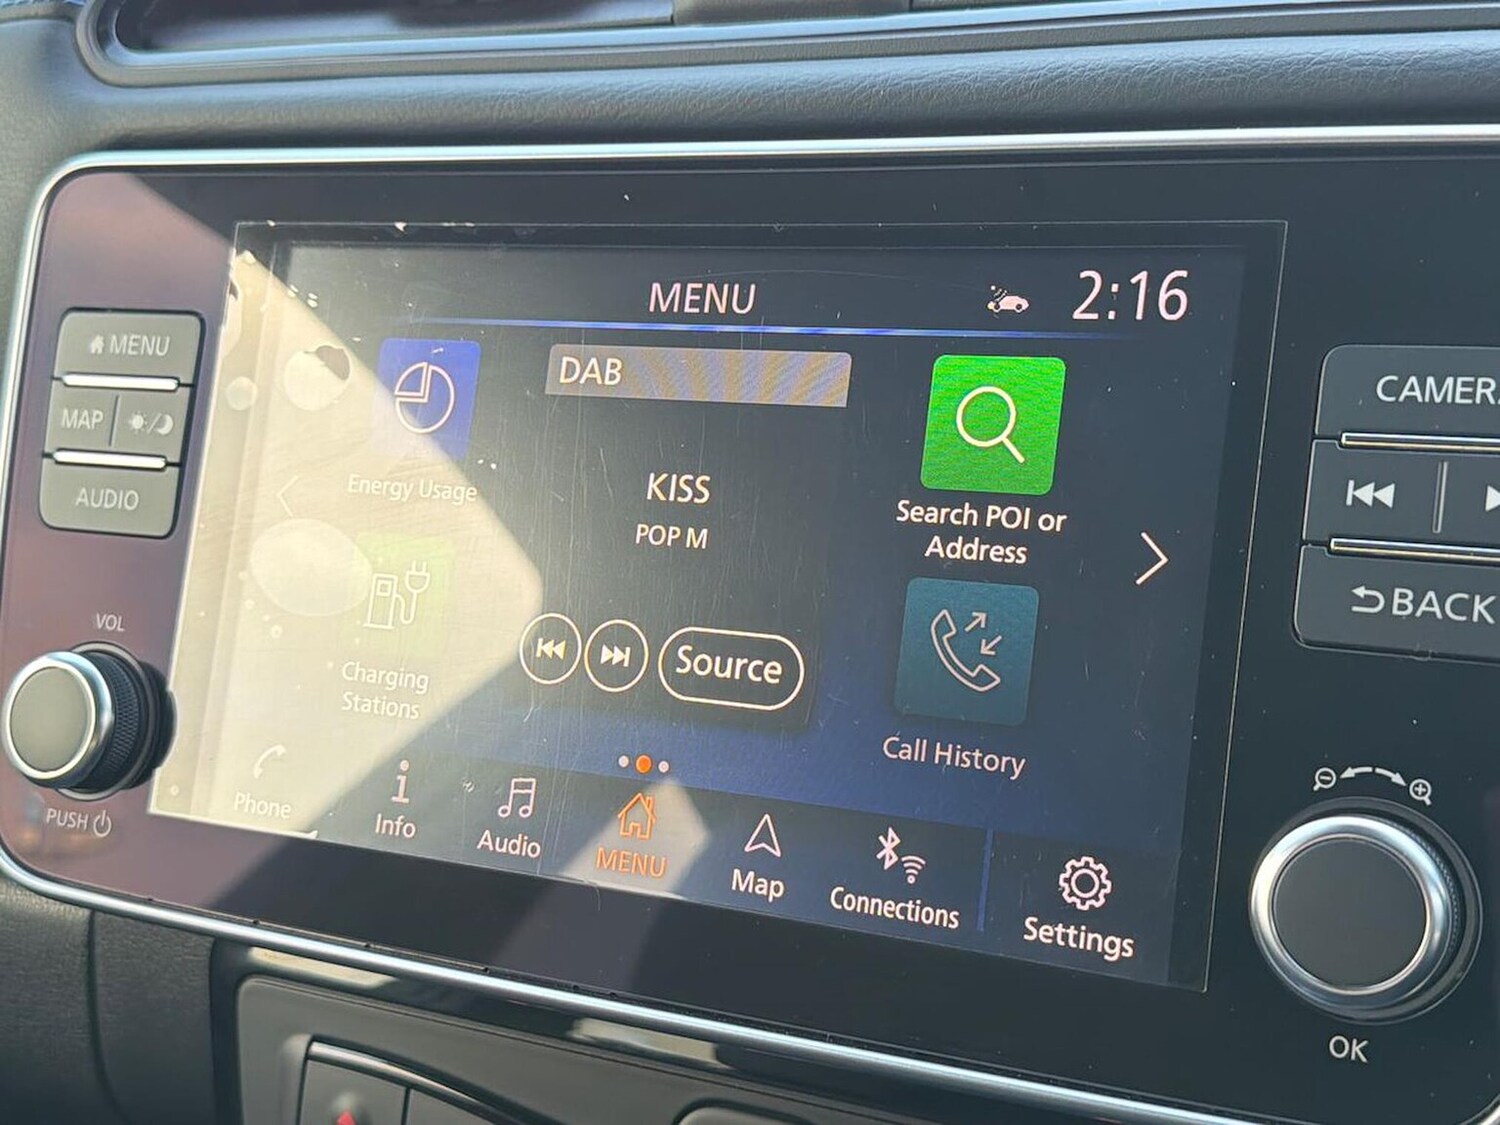 MENU
MAP
AUDIO
VOL
PUSH
MENU
2:16
Energy Usage
Charging
Stations
DAB
KISS
POP M
Source
Search POI or
Address
Call History
Phone
Info
Audio
MENU
Map
Connections
Settings
CAMERA
BACK
OK